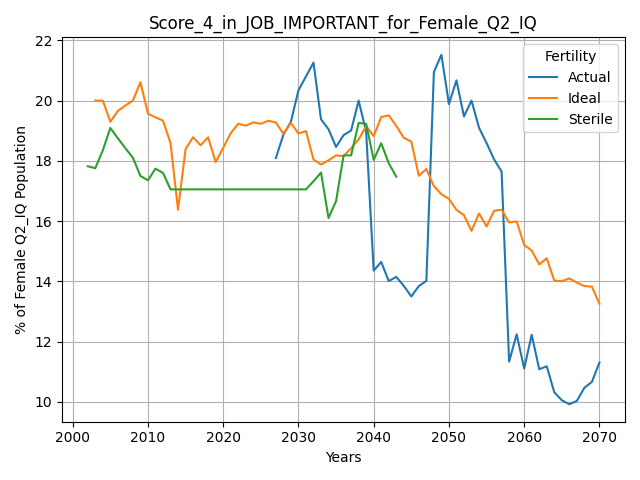 Score_4_in_JOB_IMPORTANT_for_Female_Q2_IQ
% of Female Q2_IQ Population
22
20
18
16
14
12
10
Fertility
Actual
Ideal
Sterile
2000 2010 2020 2030 2040 2050 2060 2070
Years